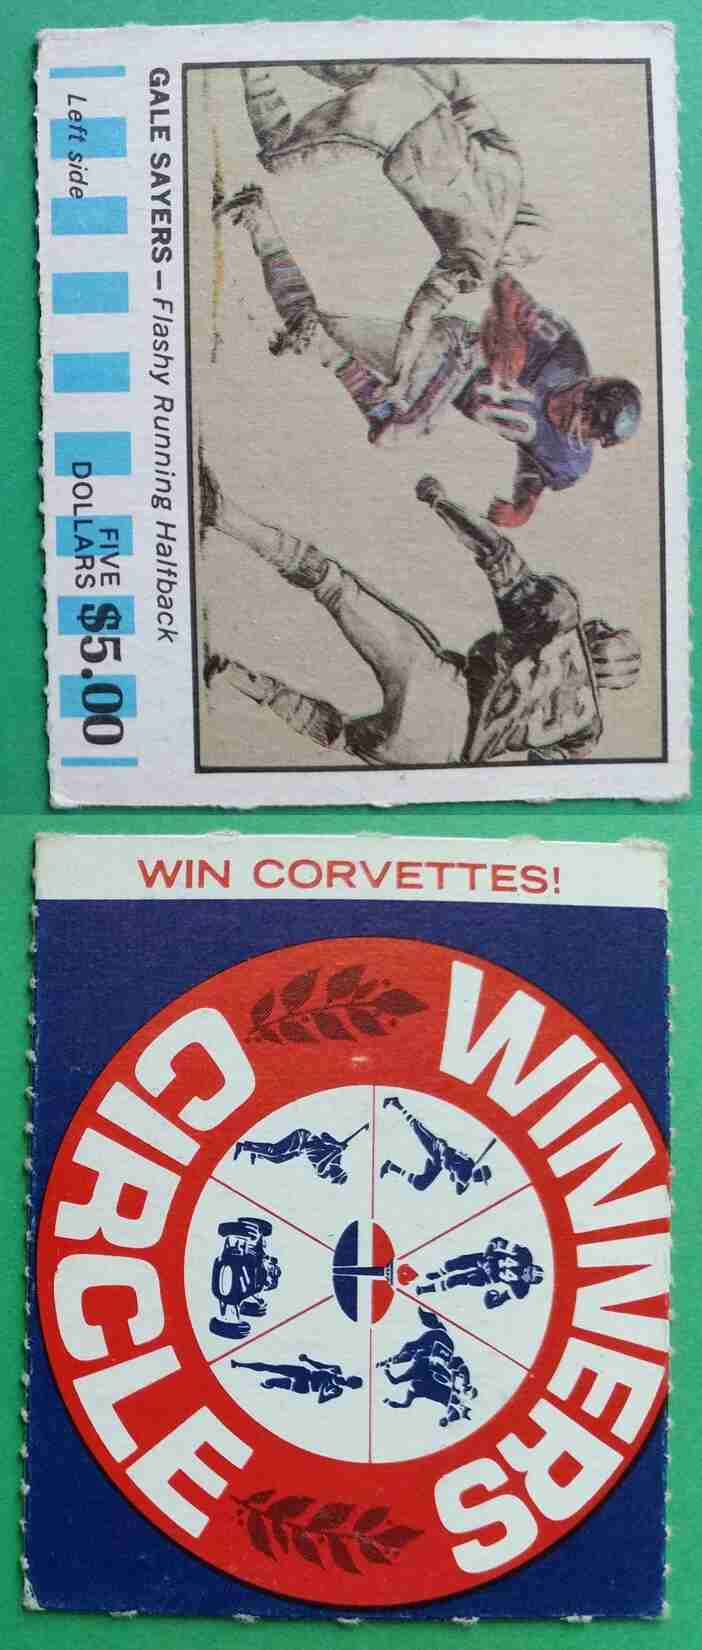 GALE SAYERS — Flashy Running Halfback
Left side
FIVE
DOLLARS
$5.00
WIN CORVETTES!
WINNERS
CIRCLE